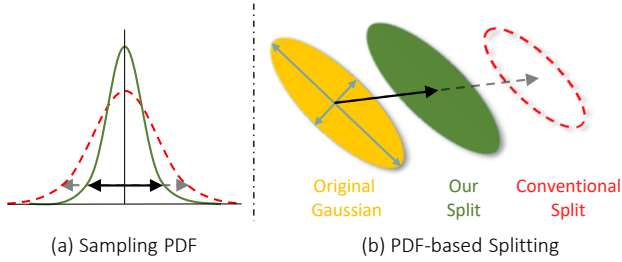 Original
Gaussian
Our
Split
Conventional
Split
(a) Sampling PDF
(b) PDF-based Splitting